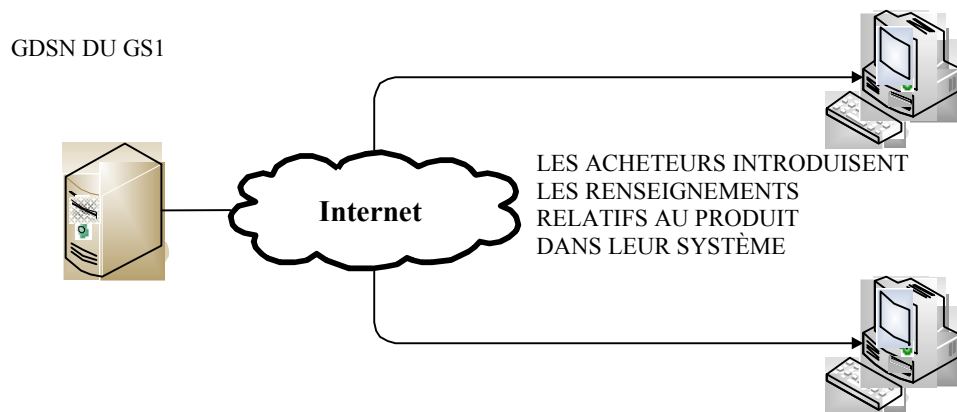 GDSN DU GS1
Internet
LES ACHETEURS INTRODUISENT
LES RENSEIGNEMENTS
RELATIFS AU PRODUIT
DANS LEUR SYSTÈME